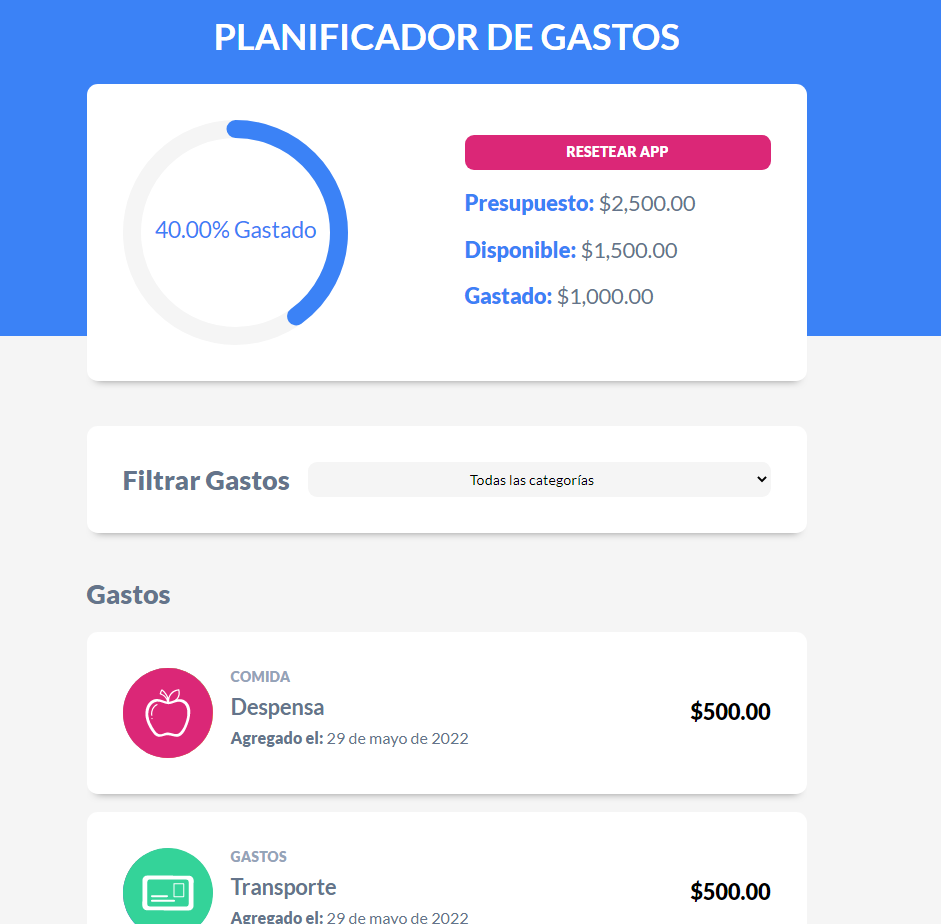 PLANIFICADOR DE GASTOS
40.00% Gastado
RESETEAR APP
Presupuesto: $2,500.00
Disponible: $1,500.00
Gastado: $1,000.00
Filtrar Gastos
Todas las categorías
Gastos
COMIDA
Despensa
$500.00
Agregado el: 29 de mayo de 2022
GASTOS
Transporte
$500.00
Agregado el: 29 de mayo de 2022